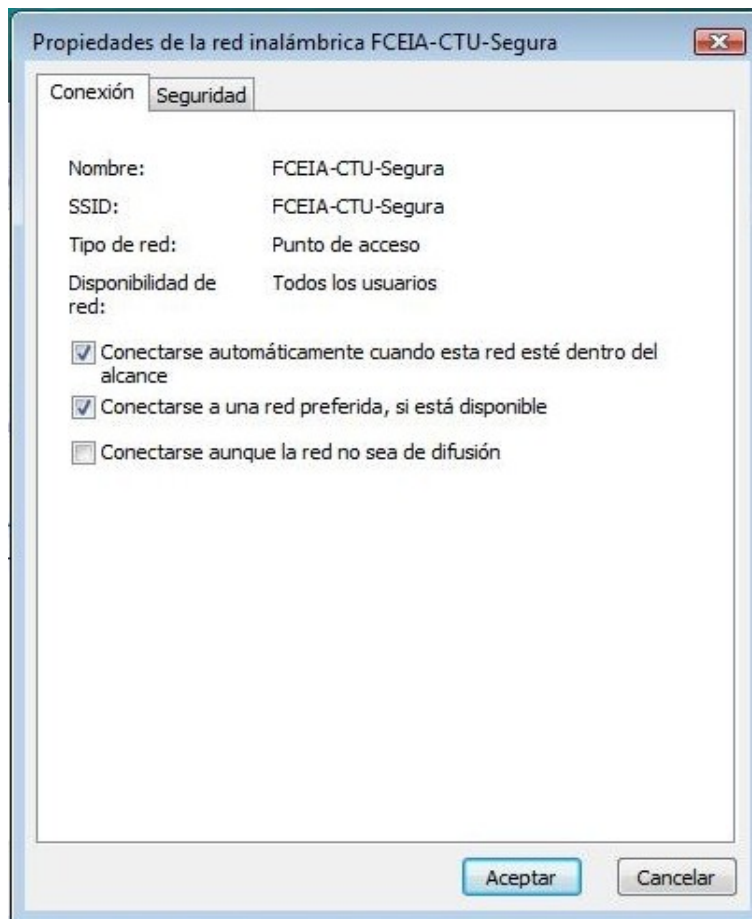 Propiedades de la red inalámbrica FCEIA-CTU-Segura
Conexión Seguridad
Nombre: FCEIA-CTU-Segura
SSID: FCEIA-CTU-Segura
Tipo de red: Punto de acceso
Disponibilidad de Todos los usuarios
red:
Conectarse automáticamente cuando esta red esté dentro del
alcance
Conectarse a una red preferida, si está disponible
Conectarse aunque la red no sea de difusión
Aceptar Cancelar